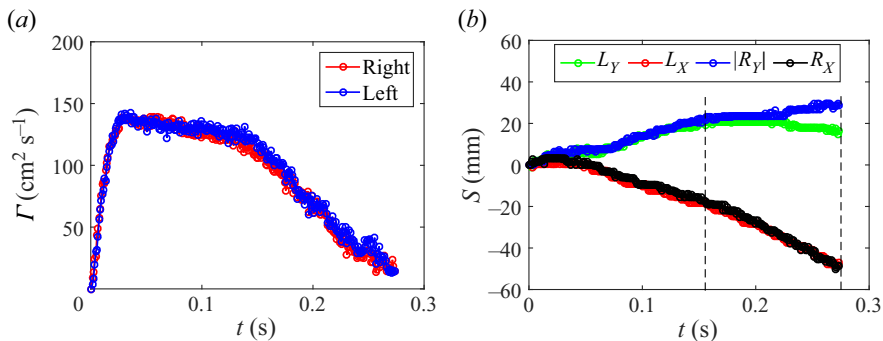 (a)
200
150
100
50
0
0.1
0.2
0.3
Γ (cm² s⁻¹)
t (s)
Right
Left
(b)
60
40
20
0
–20
–40
–60
0
0.1
0.2
0.3
S (mm)
t (s)
L_Y L_X |R_Y| R_X